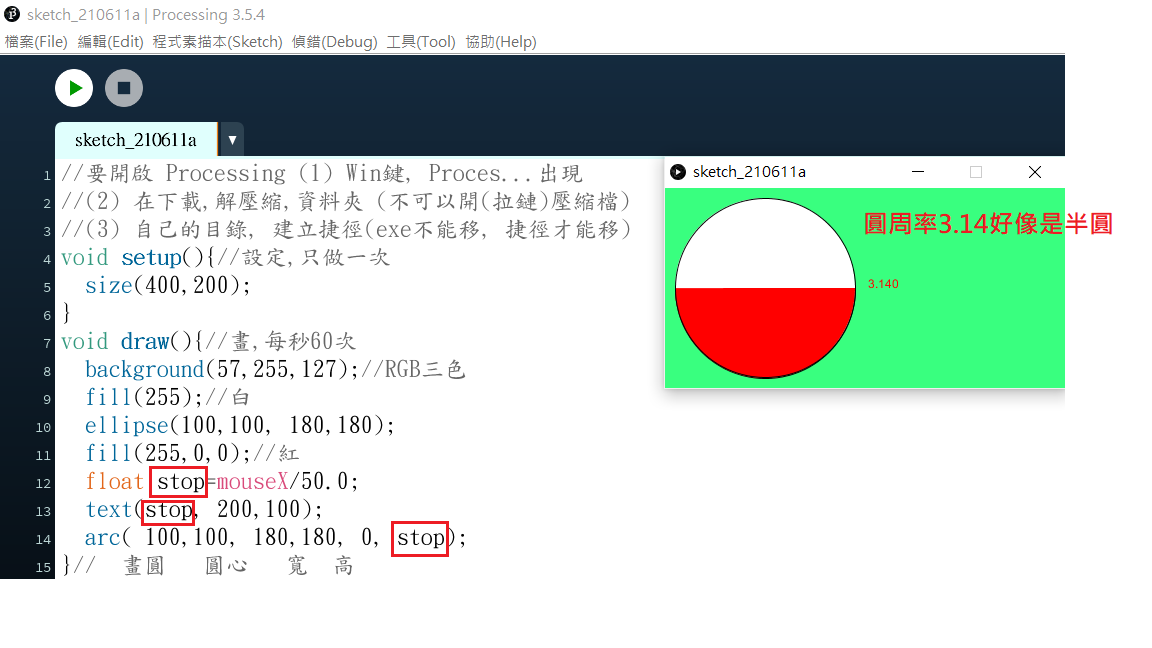 sketch_210611a | Processing 3.5.4
檔案(File) 編輯(Edit) 程式素描本(Sketch) 偵錯(Debug) 工具(Tool) 協助(Help)
sketch_210611a ▼
1 //要開啟 Processing (1) Win鍵, Proces...出現
2 //(2) 在下載,解壓縮,資料夾 (不可以開(拉鏈)壓縮檔)
3 //(3) 自己的目錄, 建立捷徑(exe不能移, 捷徑才能移)
4 void setup(){//設定,只做一次
5   size(400,200);
6 }
7 void draw(){//畫,每秒60次
8   background(57,255,127);//RGB三色
9   fill(255);//白
10   ellipse(100,100, 180,180);
11   fill(255,0,0);//紅
12   float stop=mouseX/50.0;
13   text(stop, 200,100);
14   arc( 100,100, 180,180, 0, stop);
15 }//  畫圓   圓心   寬  高
sketch_210611a
圓周率3.14好像是半圓
3.140